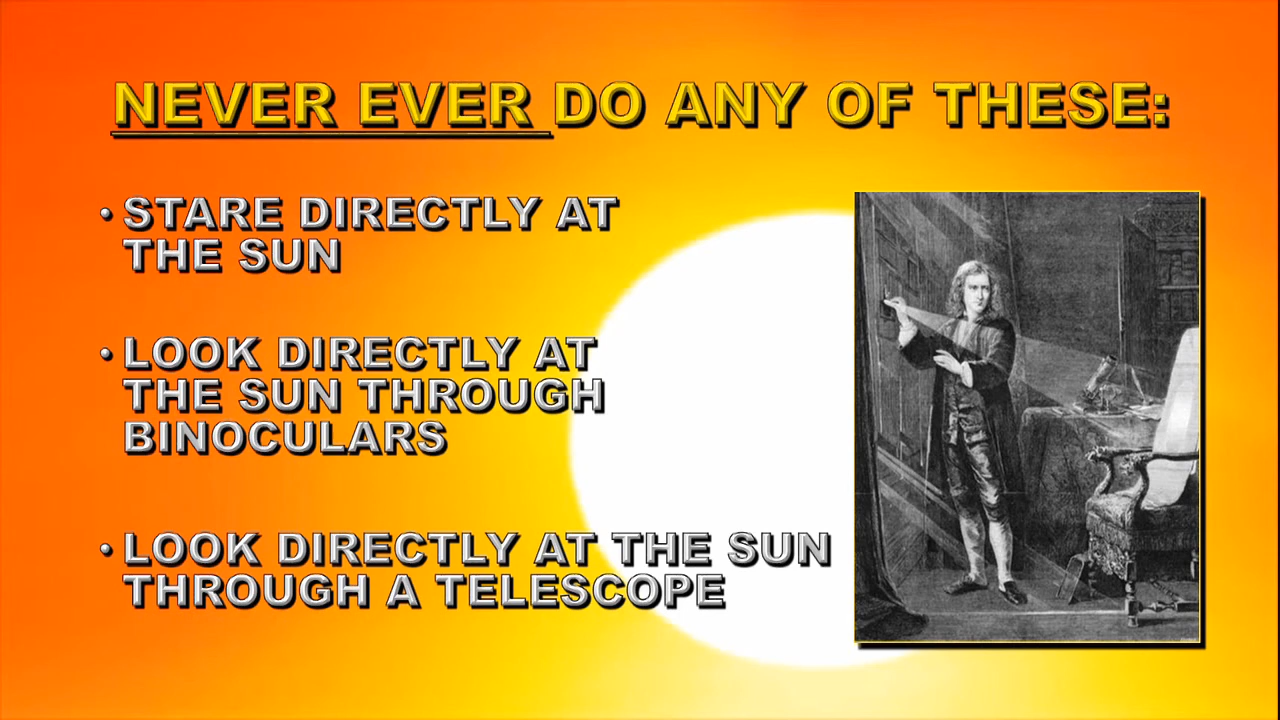 NEVER EVER DO ANY OF THESE:
• STARE DIRECTLY AT
THE SUN
• LOOK DIRECTLY AT
THE SUN THROUGH
BINOCULARS
• LOOK DIRECTLY AT THE SUN
THROUGH A TELESCOPE